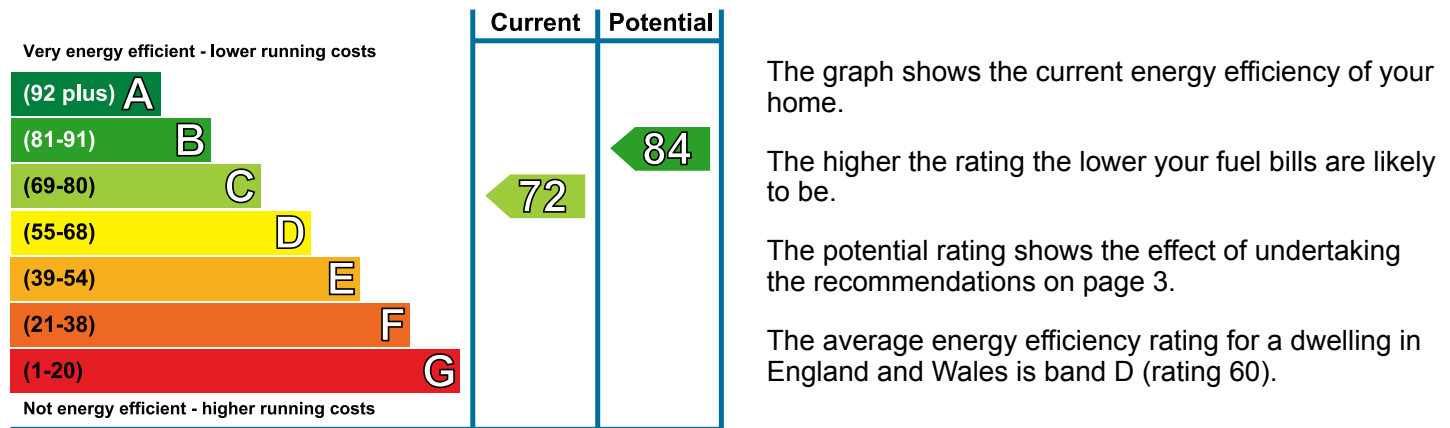 Current Potential
Very energy efficient - lower running costs
(92 plus) A
(81-91) B
84
(69-80) C
72
(55-68) D
(39-54) E
(21-38) F
(1-20) G
Not energy efficient - higher running costs
The graph shows the current energy efficiency of your
home.
The higher the rating the lower your fuel bills are likely
to be.
The potential rating shows the effect of undertaking
the recommendations on page 3.
The average energy efficiency rating for a dwelling in
England and Wales is band D (rating 60).